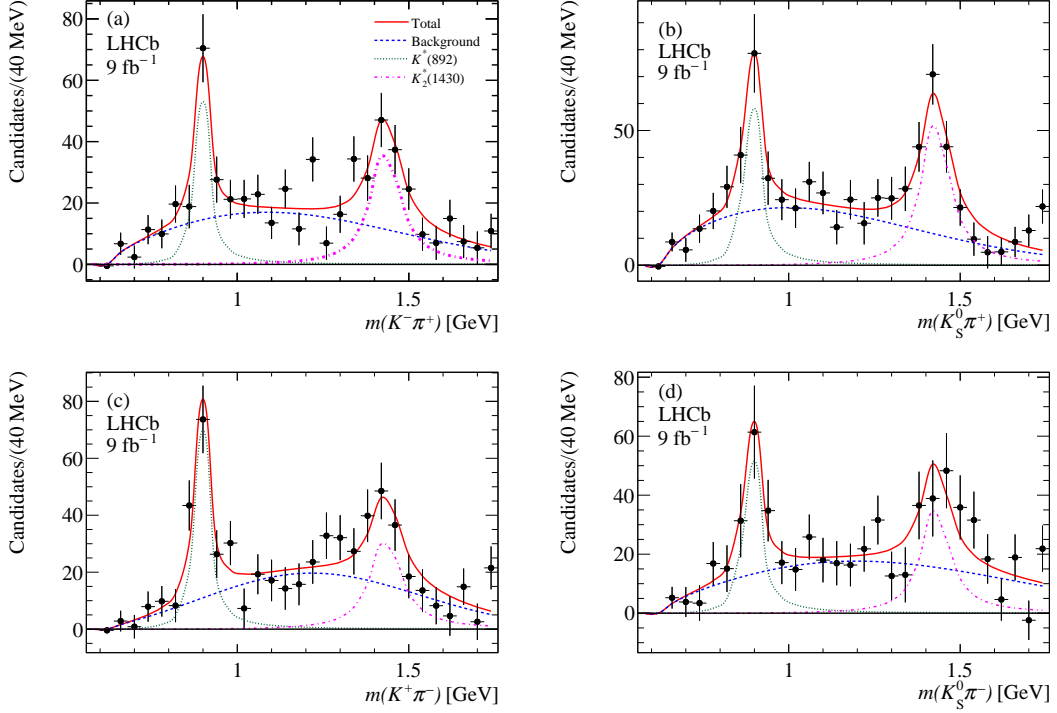 (a)
LHCb
9 fb⁻¹
Total
Background
K*(892)
K₂*(1430)
Candidates/(40 MeV)
80
60
40
20
0
1
1.5
m(K⁻π⁺) [GeV]
(b)
LHCb
9 fb⁻¹
Candidates/(40 MeV)
50
0
1
1.5
m(K_S⁰π⁺) [GeV]
(c)
LHCb
9 fb⁻¹
Candidates/(40 MeV)
80
60
40
20
0
1
1.5
m(K⁺π⁻) [GeV]
(d)
LHCb
9 fb⁻¹
Candidates/(40 MeV)
80
60
40
20
0
1
1.5
m(K_S⁰π⁻) [GeV]